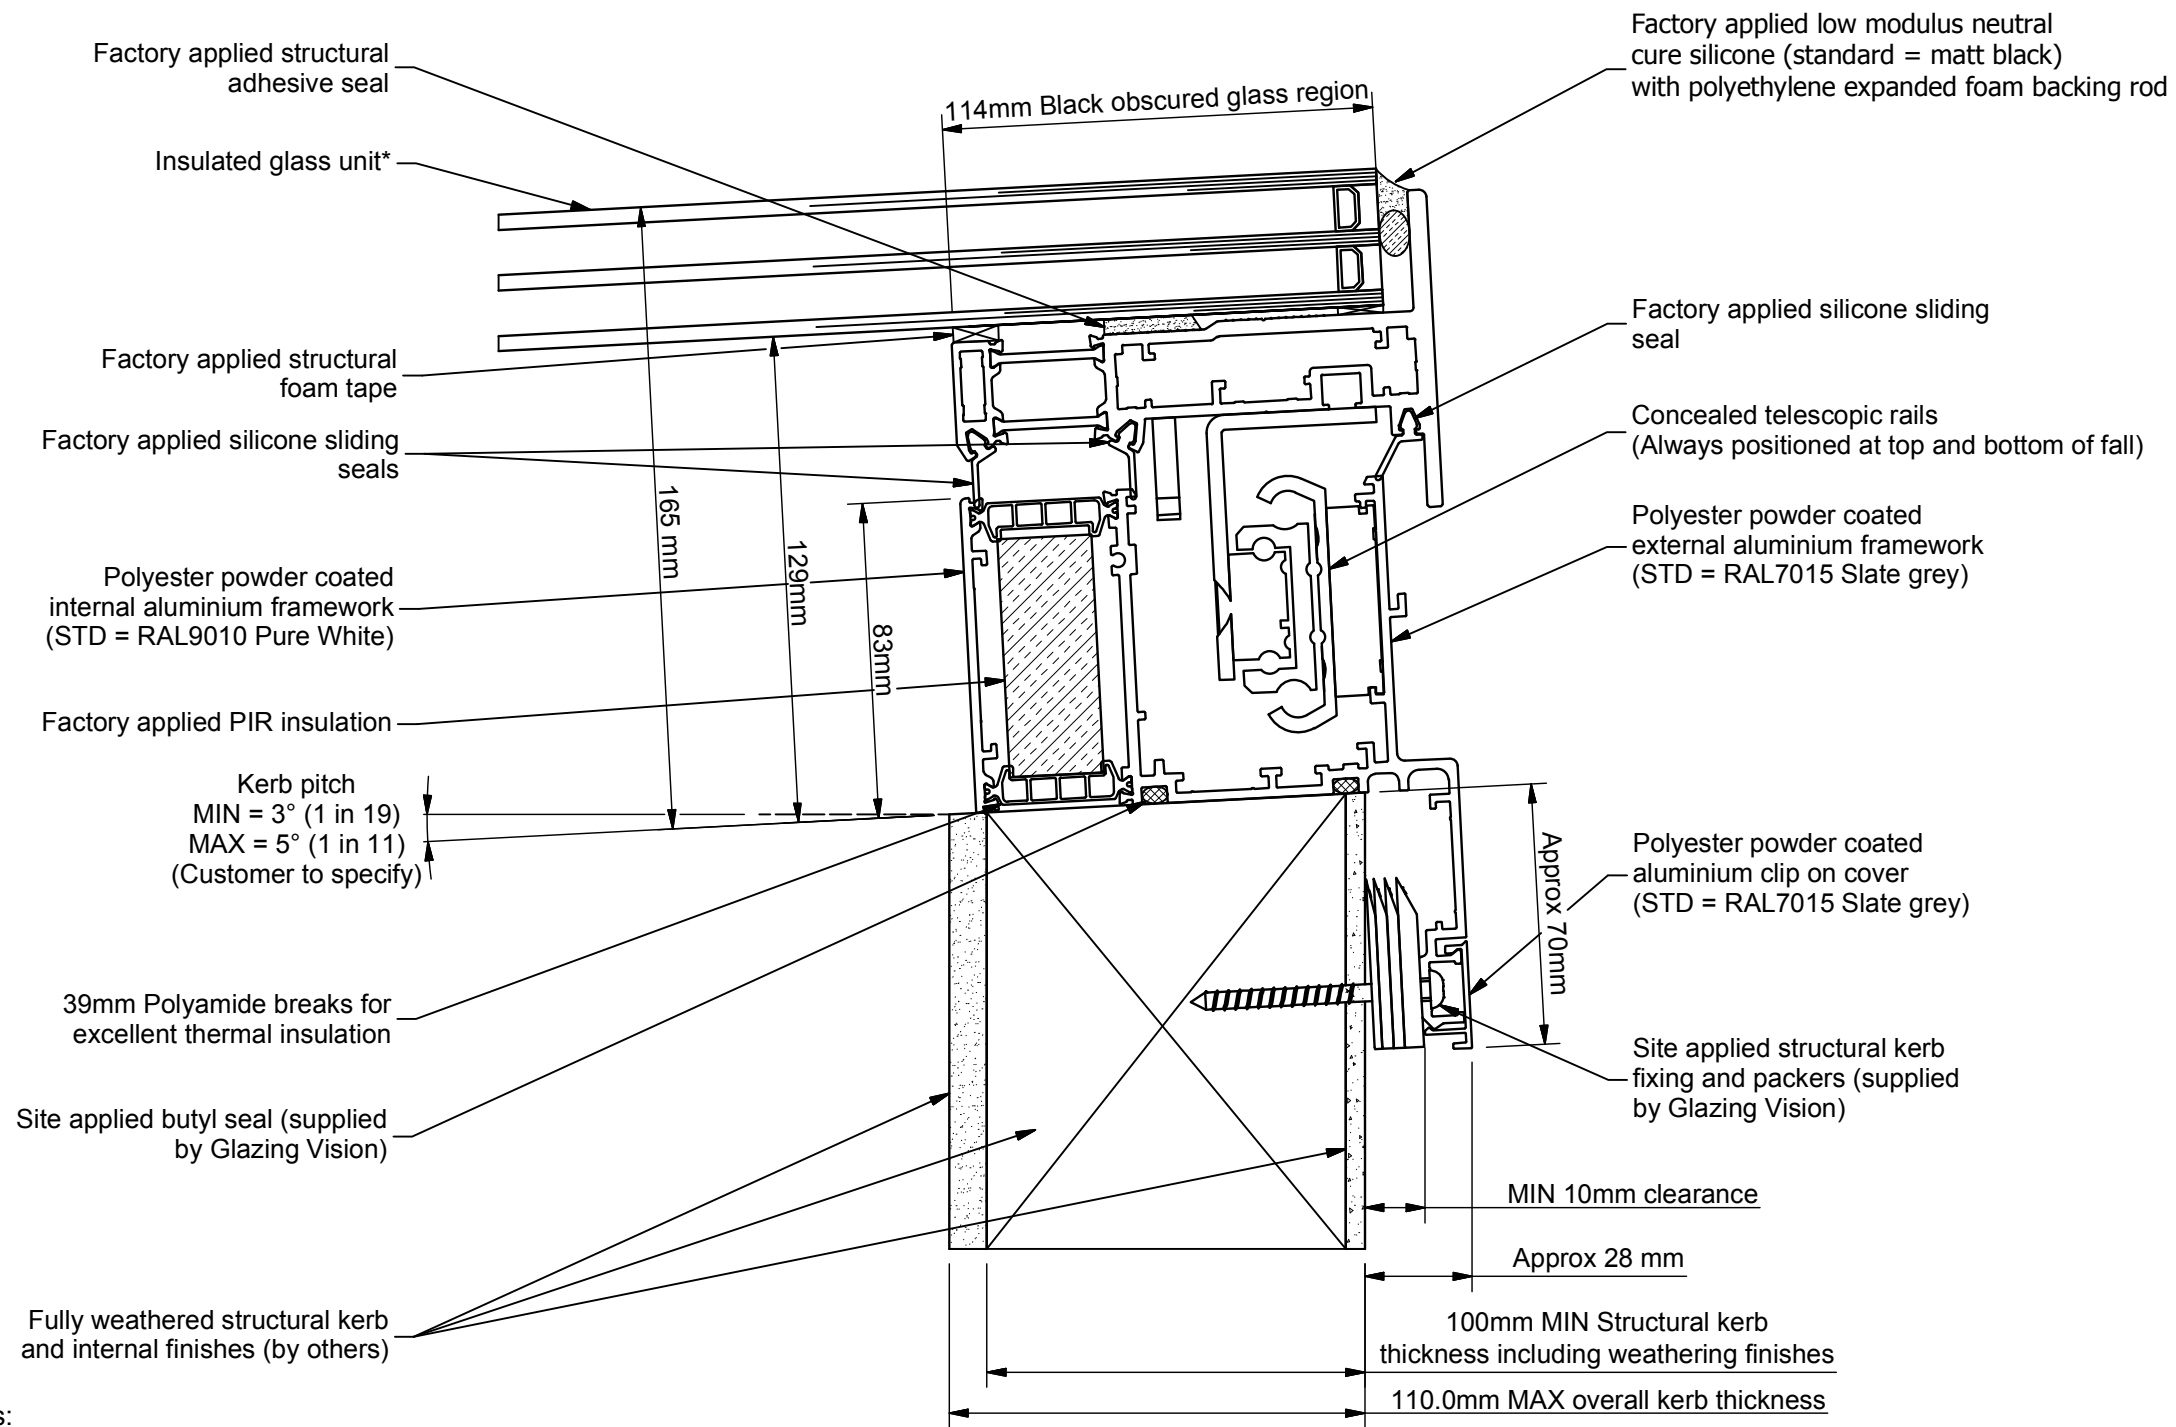 Factory applied structural
adhesive seal
Insulated glass unit*
Factory applied structural
foam tape
Factory applied silicone sliding
seals
Polyester powder coated
internal aluminium framework
(STD = RAL9010 Pure White)
Factory applied PIR insulation
Kerb pitch
MIN = 3° (1 in 19)
MAX = 5° (1 in 11)
(Customer to specify)
39mm Polyamide breaks for
excellent thermal insulation
Site applied butyl seal (supplied
by Glazing Vision)
Fully weathered structural kerb
and internal finishes (by others)
114mm Black obscured glass region
165 mm
129mm
83mm
Factory applied low modulus neutral
cure silicone (standard = matt black)
with polyethylene expanded foam backing rod
Factory applied silicone sliding
seal
Concealed telescopic rails
(Always positioned at top and bottom of fall)
Polyester powder coated
external aluminium framework
(STD = RAL7015 Slate grey)
Approx 70mm
Polyester powder coated
aluminium clip on cover
(STD = RAL7015 Slate grey)
Site applied structural kerb
fixing and packers (supplied
by Glazing Vision)
MIN 10mm clearance
Approx 28 mm
100mm MIN Structural kerb
thickness including weathering finishes
110.0mm MAX overall kerb thickness